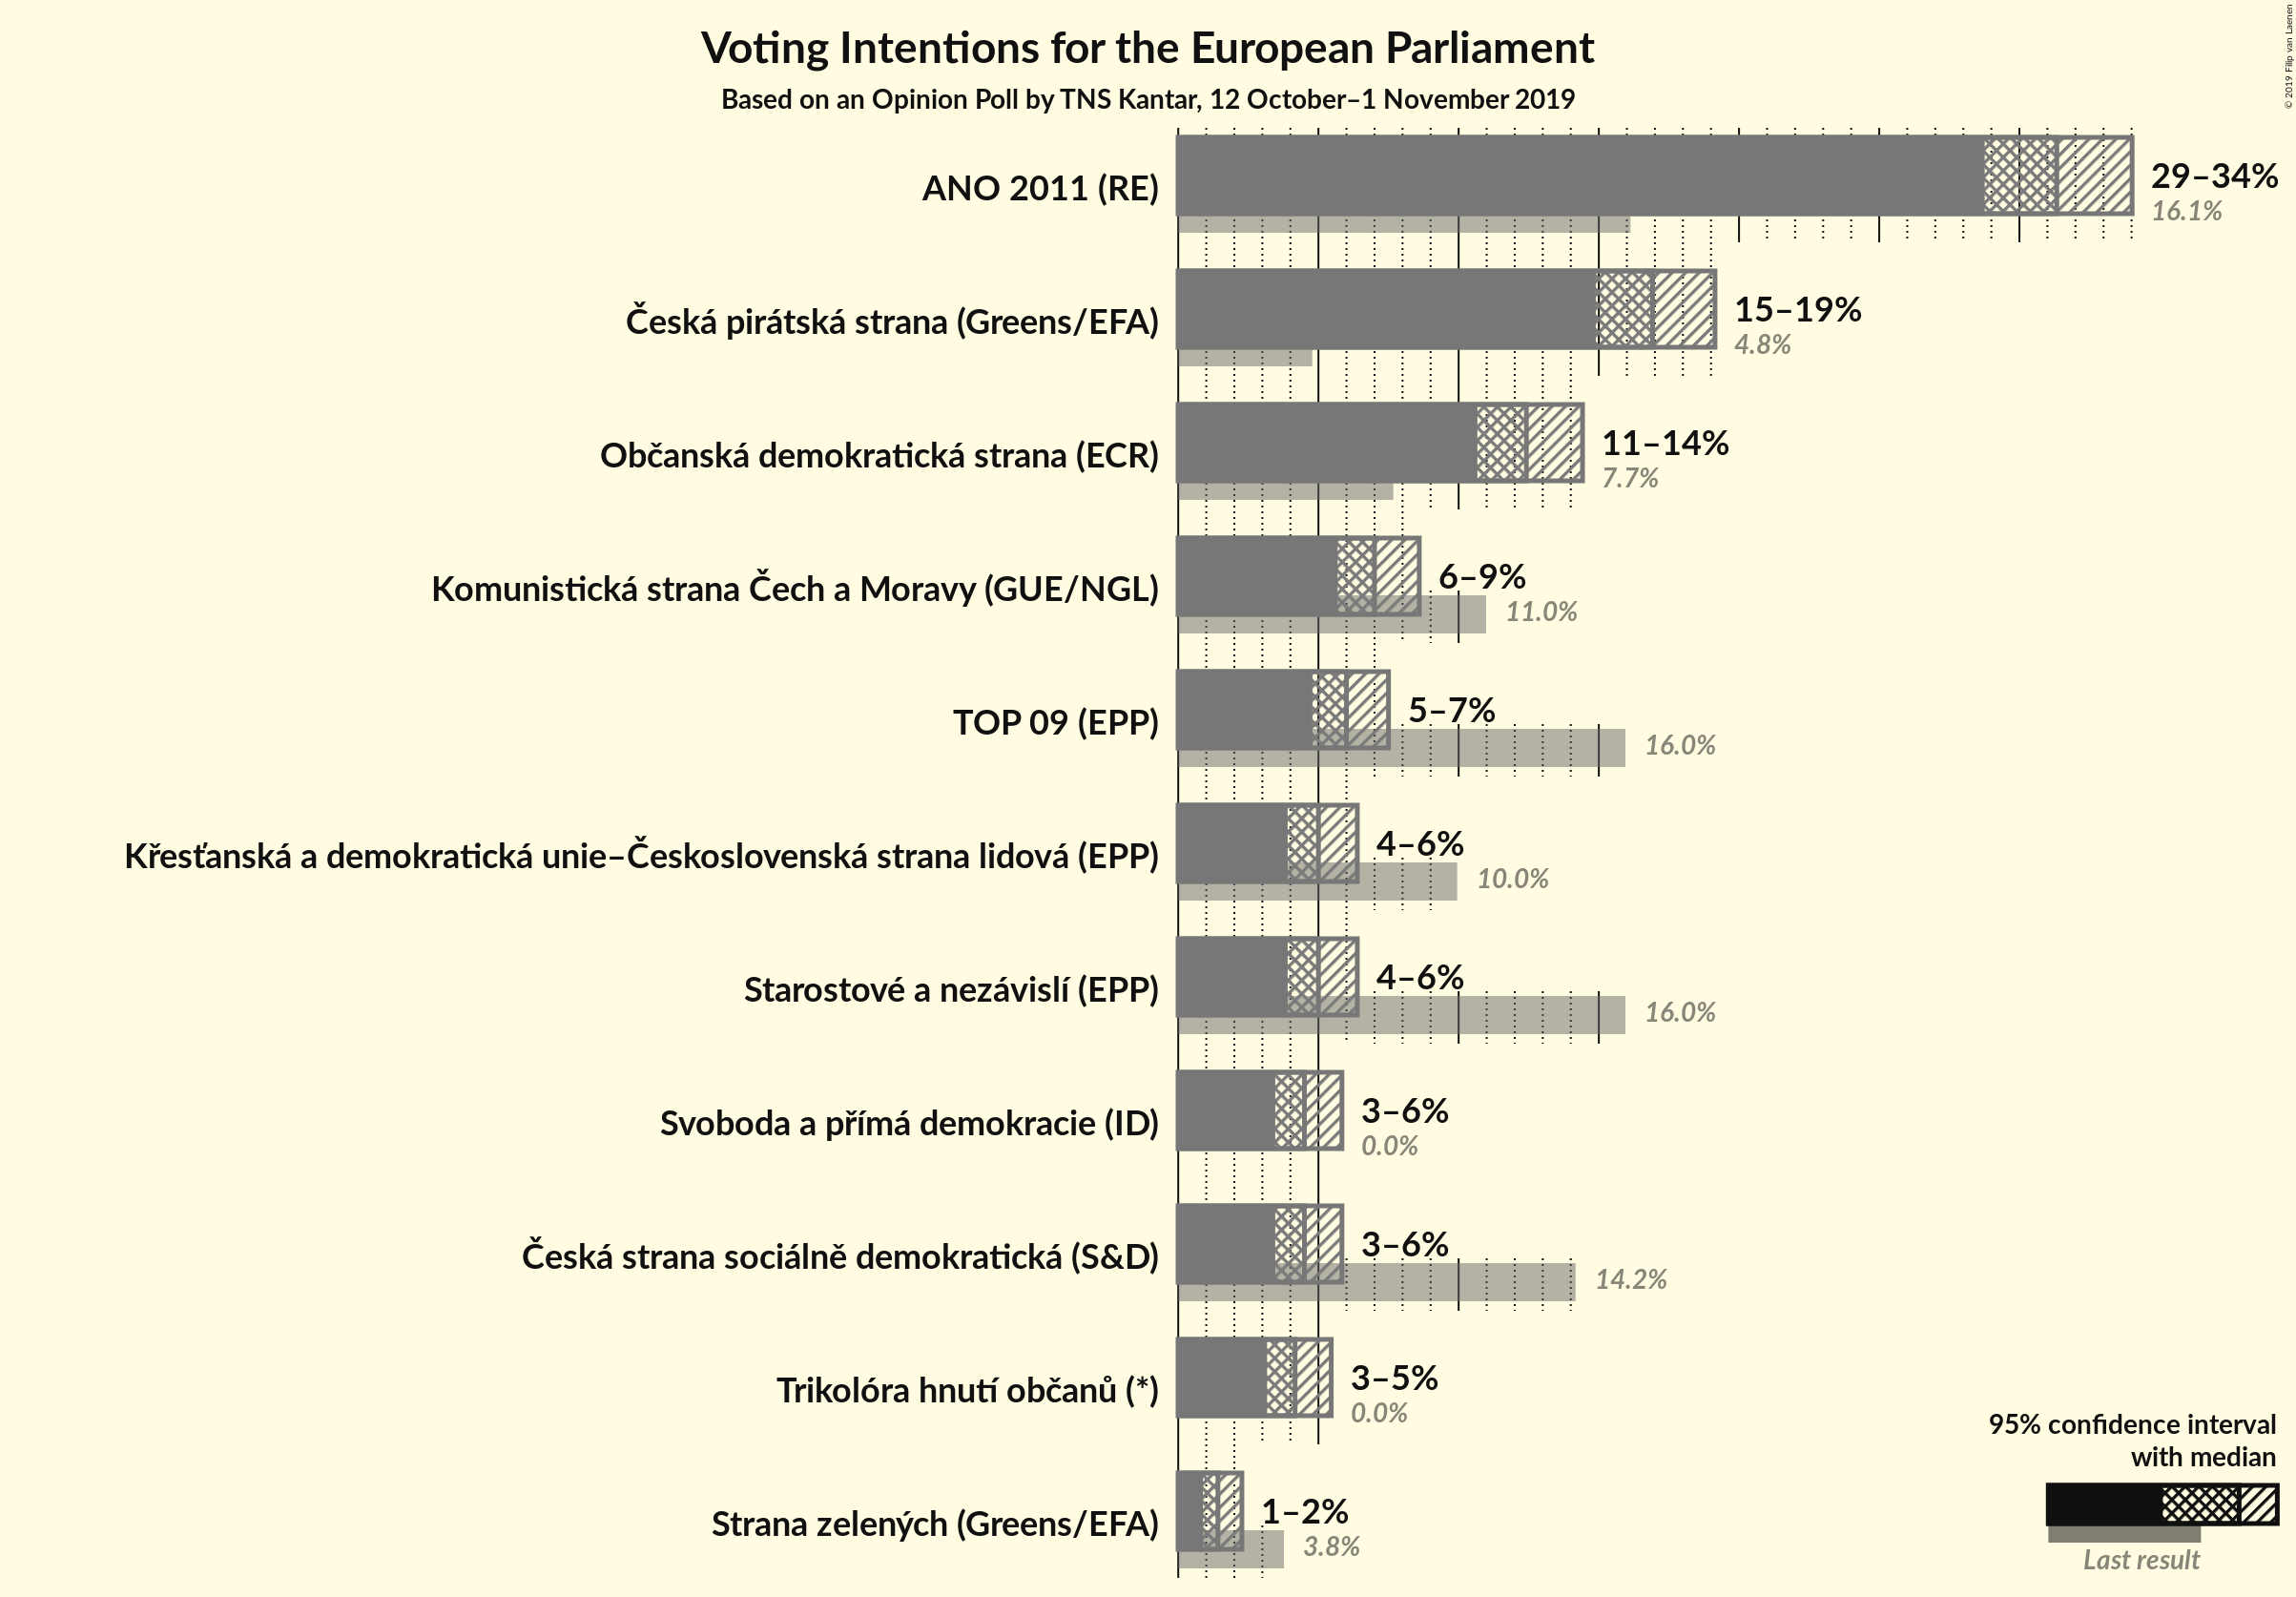 Voting Intentions for the European Parliament
Based on an Opinion Poll by TNS Kantar, 12 October–1 November 2019
© 2019 Filip van Laenen
ANO 2011 (RE)
29–34%
16.1%
Česká pirátská strana (Greens/EFA)
15–19%
4.8%
Občanská demokratická strana (ECR)
11–14%
7.7%
Komunistická strana Čech a Moravy (GUE/NGL)
6–9%
11.0%
TOP 09 (EPP)
5–7%
16.0%
Křesťanská a demokratická unie–Československá strana lidová (EPP)
4–6%
10.0%
Starostové a nezávislí (EPP)
4–6%
16.0%
Svoboda a přímá demokracie (ID)
3–6%
0.0%
Česká strana sociálně demokratická (S&D)
3–6%
14.2%
Trikolóra hnutí občanů (*)
3–5%
0.0%
Strana zelených (Greens/EFA)
1–2%
3.8%
95% confidence interval
with median
Last result